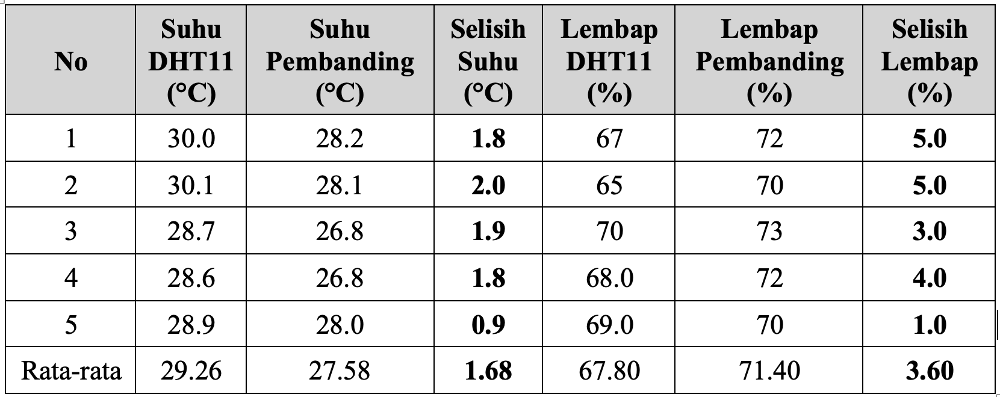 No | Suhu DHT11 (°C) | Suhu Pembanding (°C) | Selisih Suhu (°C) | Lembap DHT11 (%) | Lembap Pembanding (%) | Selisih Lembap (%)
1 | 30.0 | 28.2 | 1.8 | 67 | 72 | 5.0
2 | 30.1 | 28.1 | 2.0 | 65 | 70 | 5.0
3 | 28.7 | 26.8 | 1.9 | 70 | 73 | 3.0
4 | 28.6 | 26.8 | 1.8 | 68.0 | 72 | 4.0
5 | 28.9 | 28.0 | 0.9 | 69.0 | 70 | 1.0
Rata-rata | 29.26 | 27.58 | 1.68 | 67.80 | 71.40 | 3.60